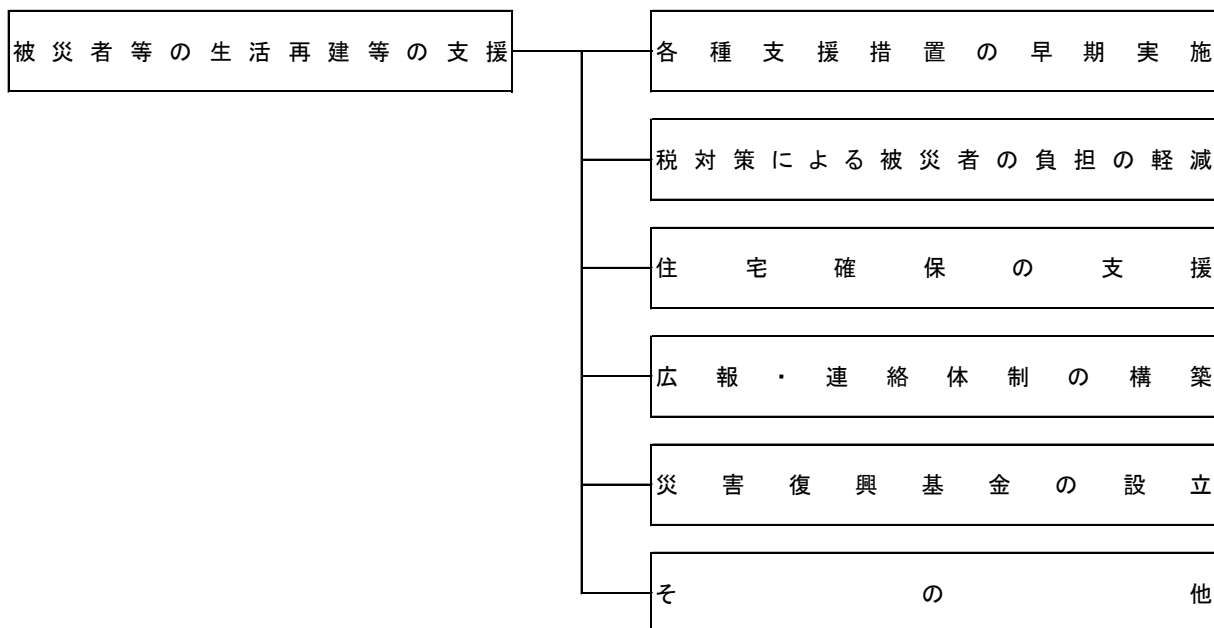 被災者等の生活再建等の支援
各種支援措置の早期実施
税対策による被災者の負担の軽減
住宅確保の支援
広報・連絡体制の構築
災害復興基金の設立
その他